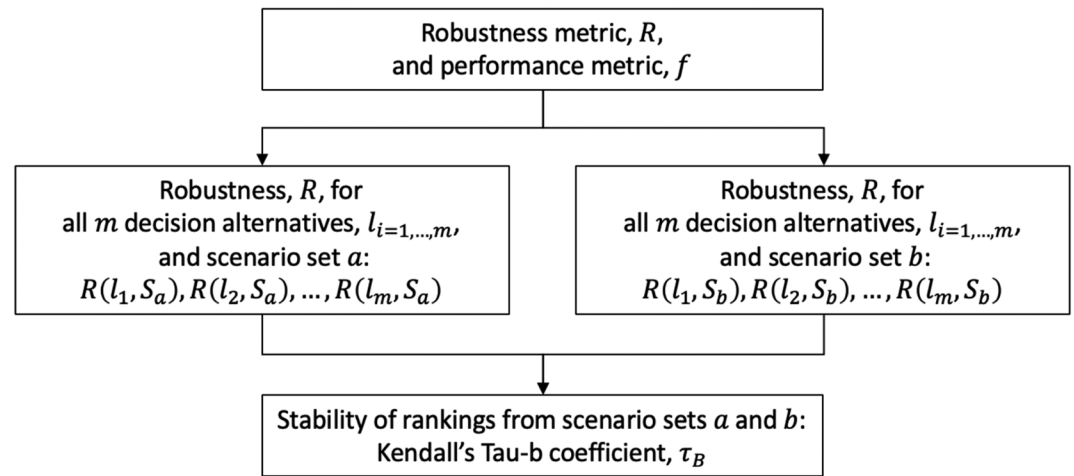 Robustness metric, R,
and performance metric, f
Robustness, R, for
all m decision alternatives, l_{i=1,…,m},
and scenario set a:
R(l_1, S_a), R(l_2, S_a), …, R(l_m, S_a)
Robustness, R, for
all m decision alternatives, l_{i=1,…,m},
and scenario set b:
R(l_1, S_b), R(l_2, S_b), …, R(l_m, S_b)
Stability of rankings from scenario sets a and b:
Kendall’s Tau-b coefficient, τ_B